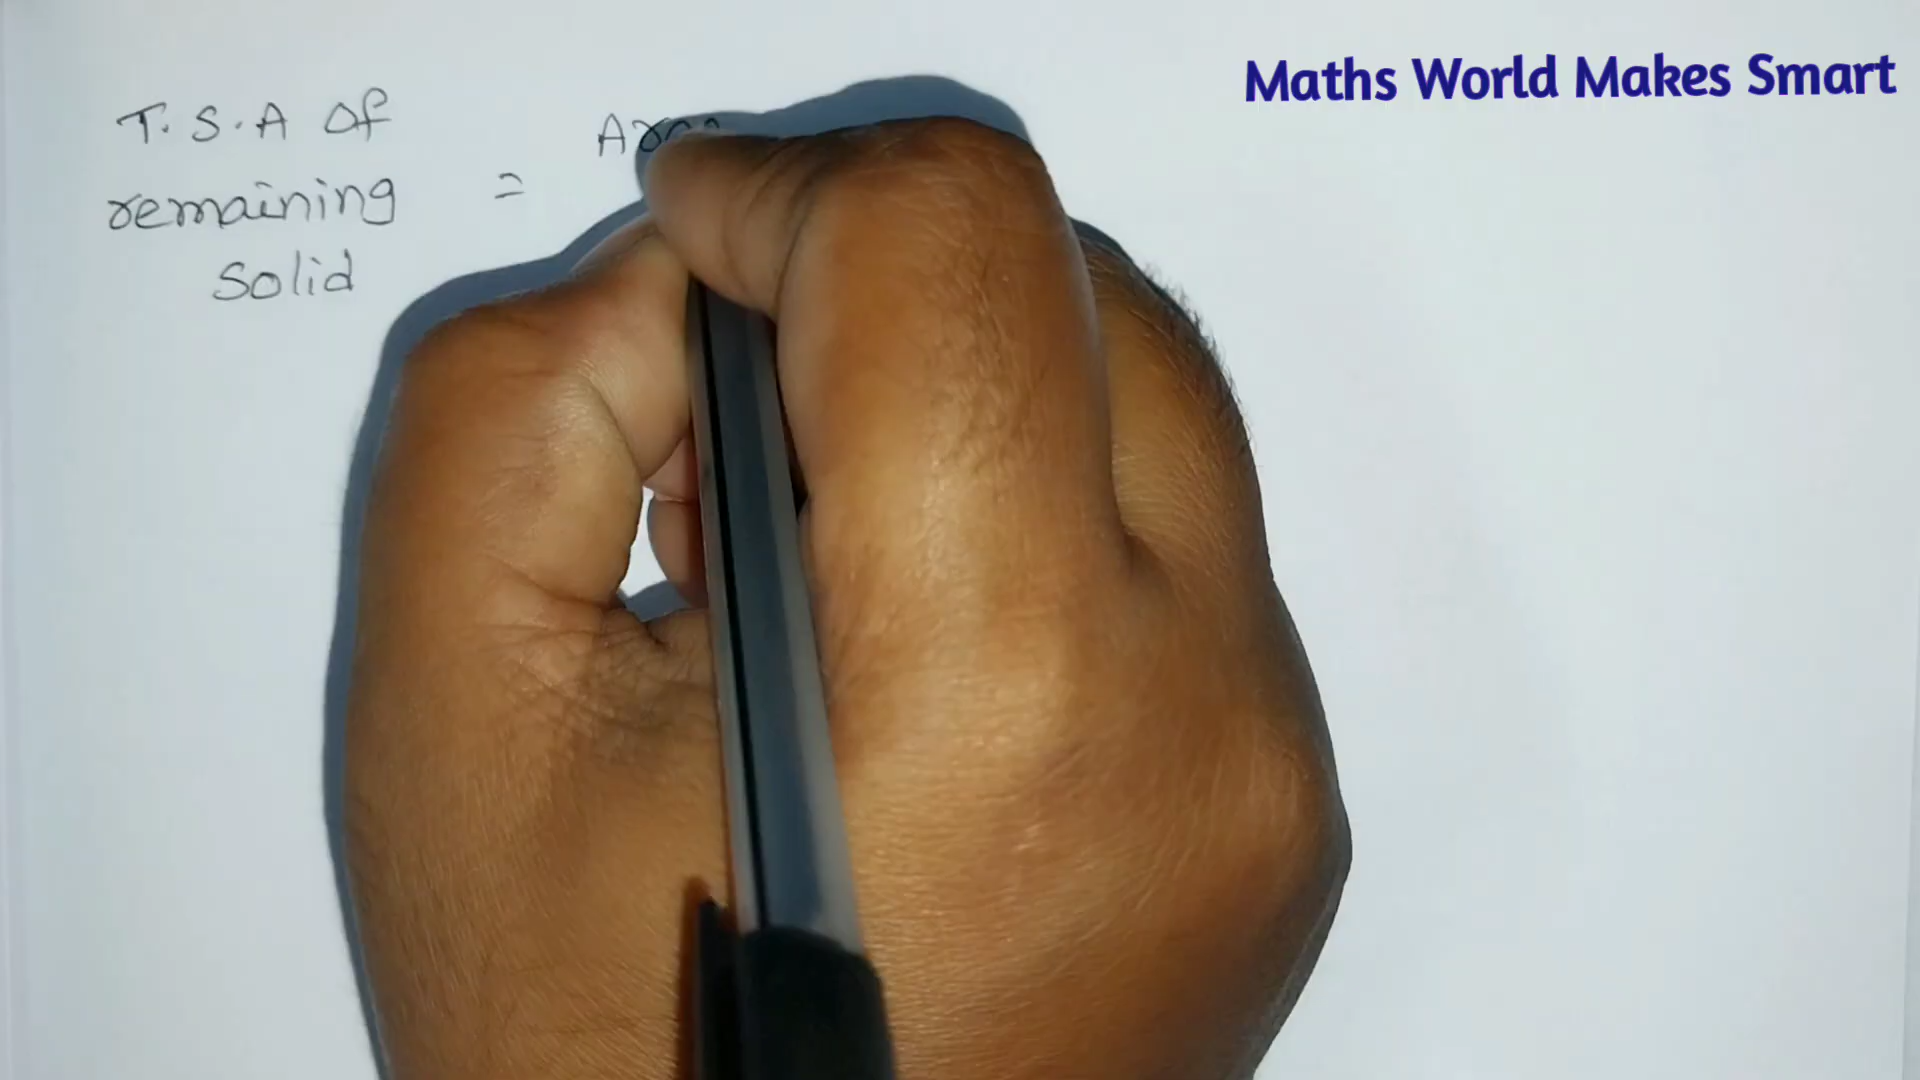 Maths World Makes Smart
T.S.A of
remaining =
solid